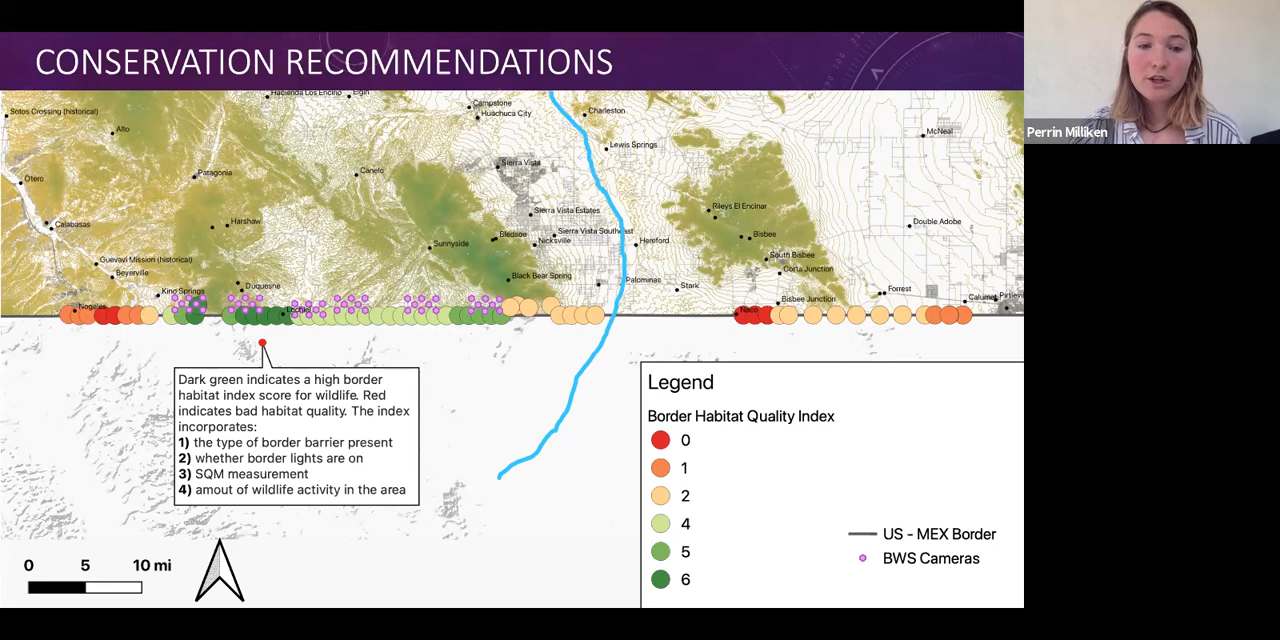 CONSERVATION RECOMMENDATIONS
Perrin Milliken
Hacienda Los Encino
Elgin
Campstone
Huachuca City
Charleston
Sotos Crossing (historical)
Alto
McNeal
Lewis Springs
Sierra Vista
Canelo
Patagonia
Otero
Rileys El Encinar
Sierra Vista Estates
Harshaw
Calabasas
Double Adobe
Sierra Vista Southeast
Bledsoe
Nicksville
Hereford
Bisbee
Sunnyside
South Bisbee
Guevavi Mission (historical)
Corta Junction
Beyerville
Black Bear Spring
Palominas
Duquesne
Stark
Kino Springs
Forrest
Bisbee Junction
Calumet
Pirtleville
Nogales
Lochiel
Naco
Dark green indicates a high border
habitat index score for wildlife. Red
indicates bad habitat quality. The index
incorporates:
1) the type of border barrier present
2) whether border lights are on
3) SQM measurement
4) amout of wildlife activity in the area
Legend
Border Habitat Quality Index
0
1
2
4
5
6
US - MEX Border
BWS Cameras
0 5 10 mi